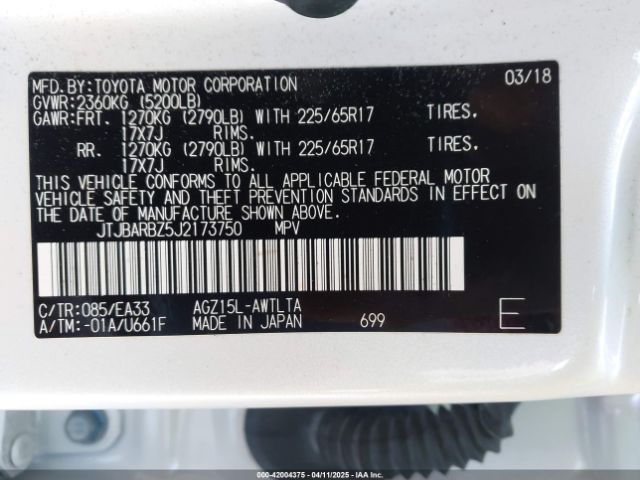 MFD.BY:TOYOTA MOTOR CORPORATION 03/18
GVWR:2360KG (5200LB)
GAWR:FRT. 1270KG (2790LB) WITH 225/65R17 TIRES.
17X7J RIMS.
RR. 1270KG (2790LB) WITH 225/65R17 TIRES.
17X7J RIMS.
THIS VEHICLE CONFORMS TO ALL APPLICABLE FEDERAL MOTOR
VEHICLE SAFETY AND THEFT PREVENTION STANDARDS IN EFFECT ON
THE DATE OF MANUFACTURE SHOWN ABOVE.
JTJBARBZ5J2173750 MPV
C/TR:085/EA33 AGZ15L-AWTLTA
A/TM:-01A/U661F MADE IN JAPAN 699 E
000-42004375 - 04/11/2025 - IAA Inc.